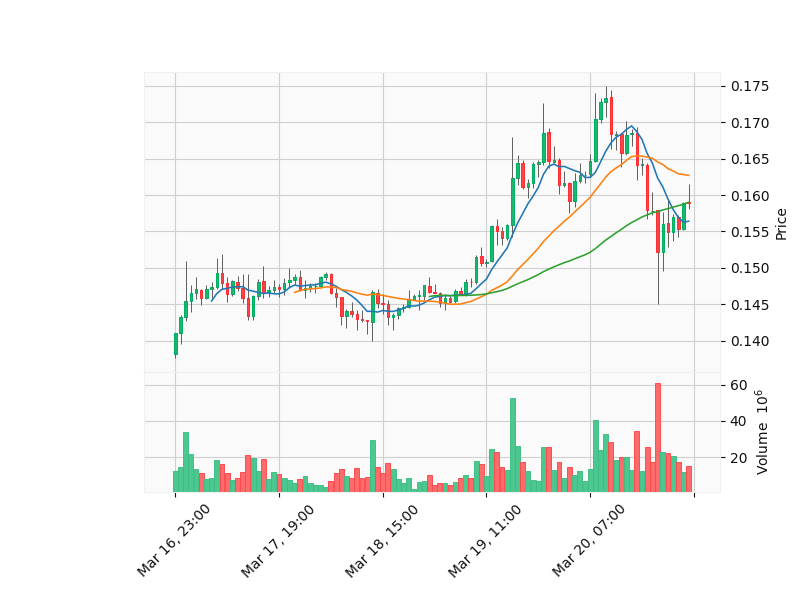 0.175
0.170
0.165
0.160
0.155
0.150
0.145
0.140
Price
60
40
20
Volume 10^6
Mar 16, 23:00
Mar 17, 19:00
Mar 18, 15:00
Mar 19, 11:00
Mar 20, 07:00